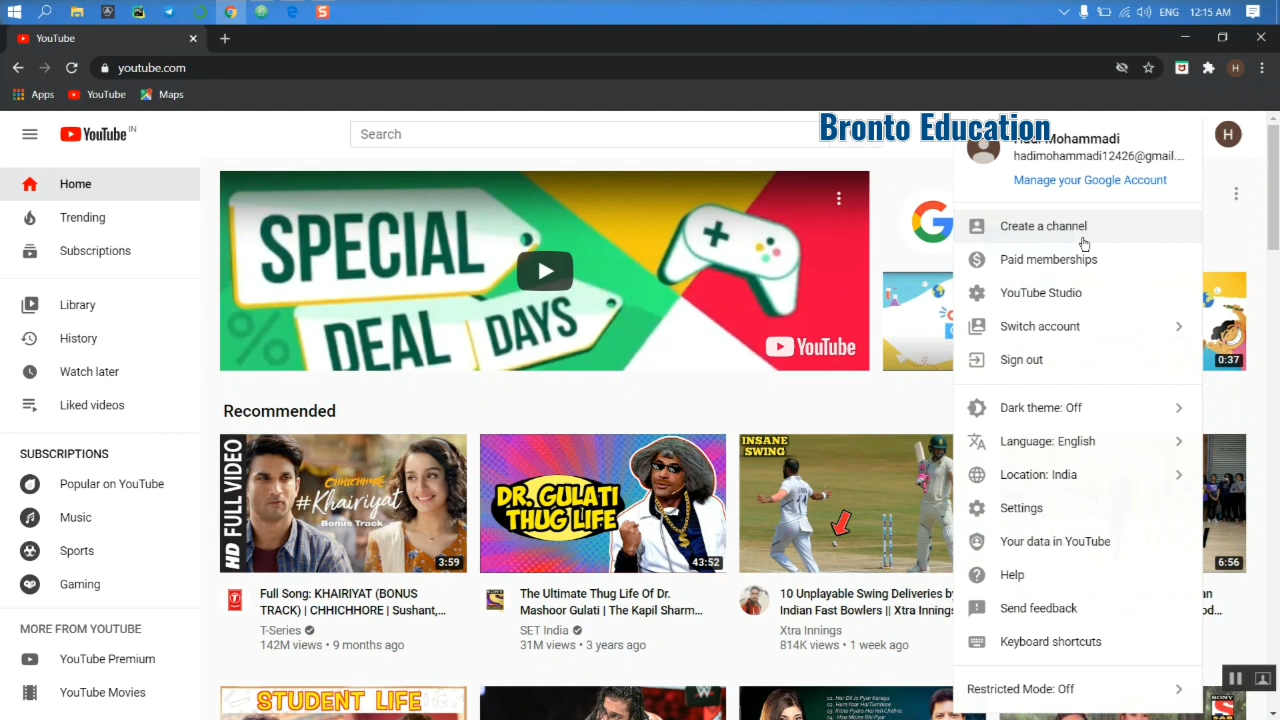 ENG 12:15 AM
YouTube
youtube.com
H
Apps YouTube Maps
YouTube IN
Search
Bronto Education
Hadi Mohammadi
H
hadimohammadi12426@gmail....
Manage your Google Account
Home
Trending
Subscriptions
Library
History
Watch later
Liked videos
SUBSCRIPTIONS
Popular on YouTube
Music
Sports
Gaming
MORE FROM YOUTUBE
YouTube Premium
YouTube Movies
SPECIAL
DEAL DAYS
%
YouTube
Create a channel
Paid memberships
YouTube Studio
Switch account
Sign out
Dark theme: Off
Language: English
Location: India
Settings
Your data in YouTube
Help
Send feedback
Keyboard shortcuts
Restricted Mode: Off
0:37
Recommended
HD FULL VIDEO
CHHICHHORE
#Khairiyat
Bonus Track
3:59
Full Song: KHAIRIYAT (BONUS
TRACK) | CHHICHHORE | Sushant,...
T-Series
142M views • 9 months ago
DR. GULATI
THUG LIFE
43:52
The Ultimate Thug Life Of Dr.
Mashoor Gulati | The Kapil Sharm...
SET India
31M views • 3 years ago
INSANE
SWING
10 Unplayable Swing Deliveries by
Indian Fast Bowlers || Xtra Innings
Xtra Innings
814K views • 1 week ago
6:56
an
od...
STUDENT LIFE
SONY
SAB